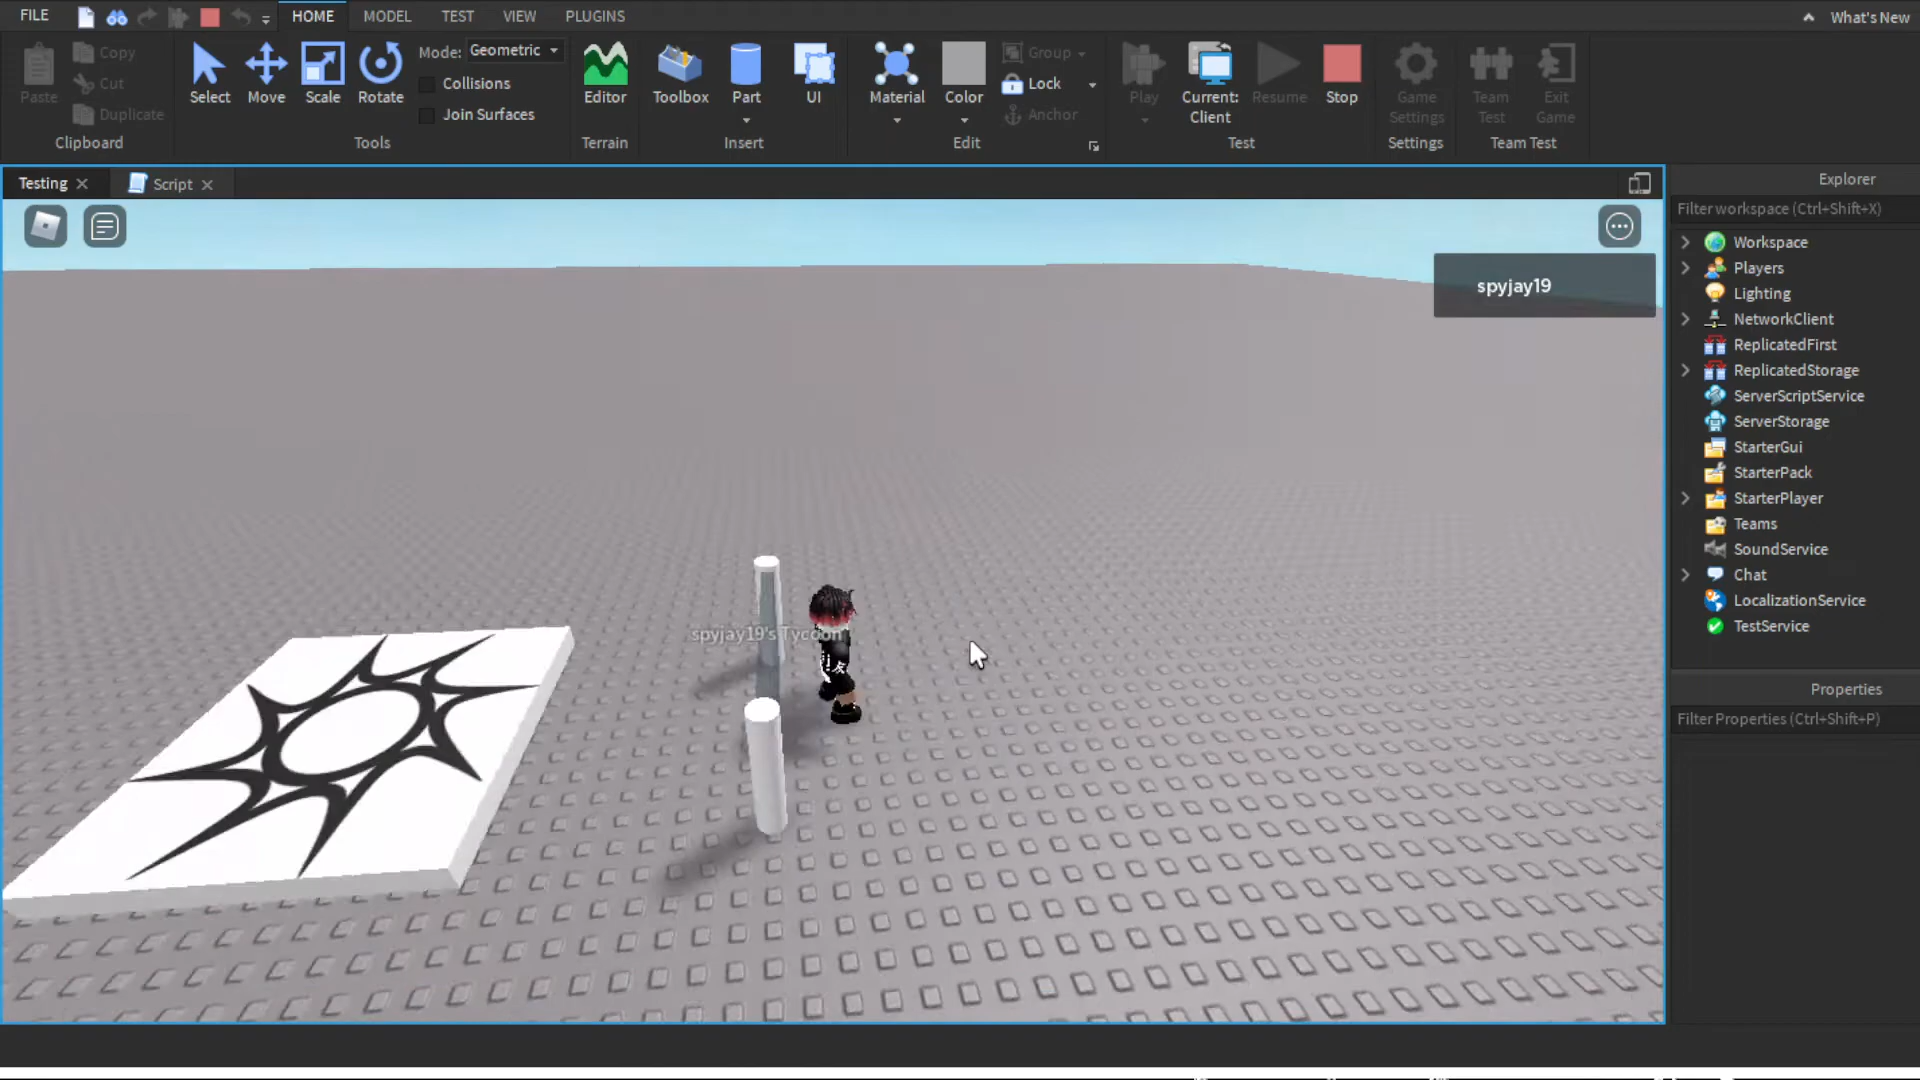 FILE
HOME
MODEL
TEST
VIEW
PLUGINS
What's New
Paste
Copy
Cut
Duplicate
Clipboard
Select
Move
Scale
Rotate
Mode: Geometric
Collisions
Join Surfaces
Tools
Editor
Terrain
Toolbox
Part
UI
Insert
Material
Color
Group
Lock
Anchor
Edit
Play
Current:
Client
Resume
Stop
Test
Game
Settings
Settings
Team
Test
Exit
Game
Team Test
Testing
Script
spyjay19
spyjay19's Tycoon
Explorer
Filter workspace (Ctrl+Shift+X)
Workspace
Players
Lighting
NetworkClient
ReplicatedFirst
ReplicatedStorage
ServerScriptService
ServerStorage
StarterGui
StarterPack
StarterPlayer
Teams
SoundService
Chat
LocalizationService
TestService
Properties
Filter Properties (Ctrl+Shift+P)